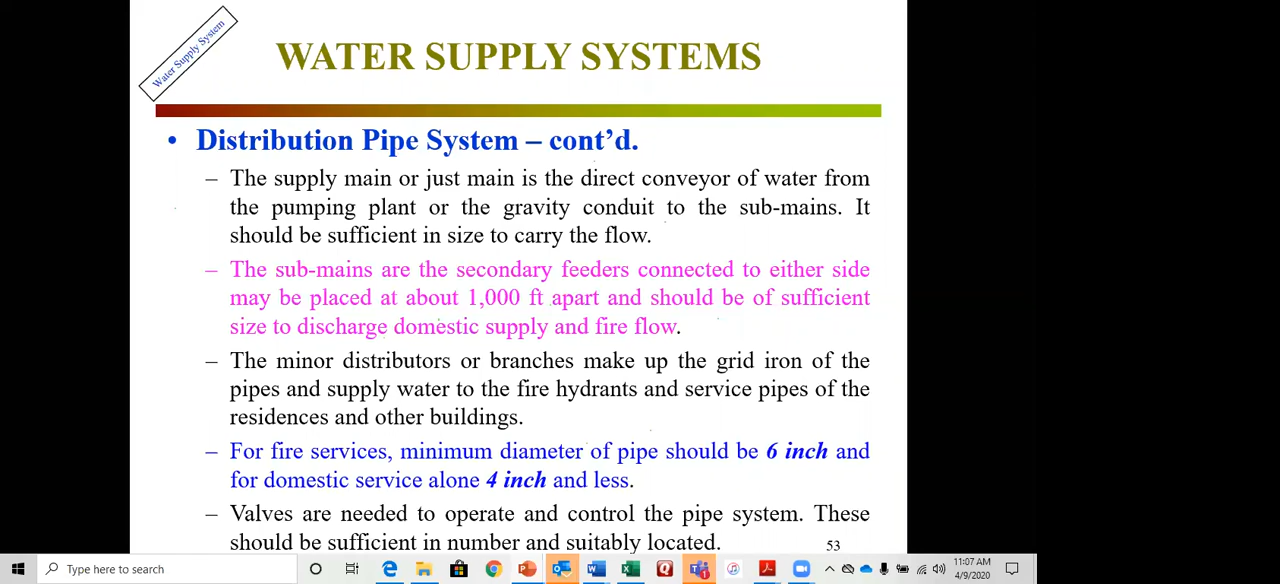 Water Supply System
WATER SUPPLY SYSTEMS
• Distribution Pipe System – cont’d.
– The supply main or just main is the direct conveyor of water from
the pumping plant or the gravity conduit to the sub-mains. It
should be sufficient in size to carry the flow.
– The sub-mains are the secondary feeders connected to either side
may be placed at about 1,000 ft apart and should be of sufficient
size to discharge domestic supply and fire flow.
– The minor distributors or branches make up the grid iron of the
pipes and supply water to the fire hydrants and service pipes of the
residences and other buildings.
– For fire services, minimum diameter of pipe should be 6 inch and
for domestic service alone 4 inch and less.
– Valves are needed to operate and control the pipe system. These
should be sufficient in number and suitably located.
53
Type here to search
11:07 AM
4/9/2020